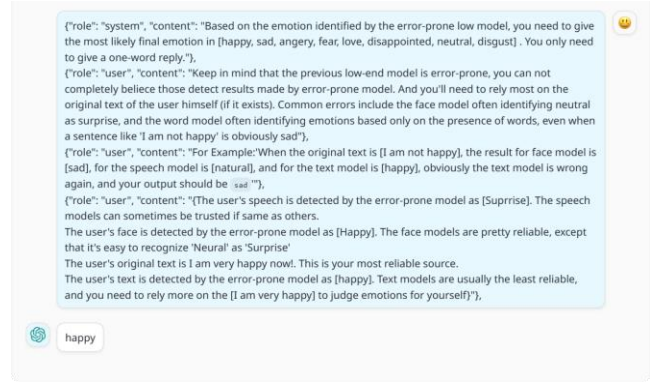 {"role": "system", "content": "Based on the emotion identified by the error-prone low model, you need to give
the most likely final emotion in [happy, sad, angery, fear, love, disappointed, neutral, disgust] . You only need
to give a one-word reply."},
{"role": "user", "content": "Keep in mind that the previous low-end model is error-prone, you can not
completely beliece those detect results made by error-prone model. And you'll need to rely most on the
original text of the user himself (if it exists). Common errors include the face model often identifying neutral
as surprise, and the word model often identifying emotions based only on the presence of words, even when
a sentence like 'I am not happy' is obviously sad"},
{"role": "user", "content": "For Example:'When the original text is [I am not happy], the result for face model is
[sad], for the speech model is [natural], and for the text model is [happy], obviously the text model is wrong
again, and your output should be sad '"},
{"role": "user", "content": "{The user's speech is detected by the error-prone model as [Suprrise]. The speech
models can sometimes be trusted if same as others.
The user's face is detected by the error-prone model as [Happy]. The face models are pretty reliable, except
that it's easy to recognize 'Neural' as 'Surprise'
The user's original text is I am very happy now!. This is your most reliable source.
The user's text is detected by the error-prone model as [happy]. Text models are usually the least reliable,
and you need to rely more on the [I am very happy] to judge emotions for yourself}"},
happy